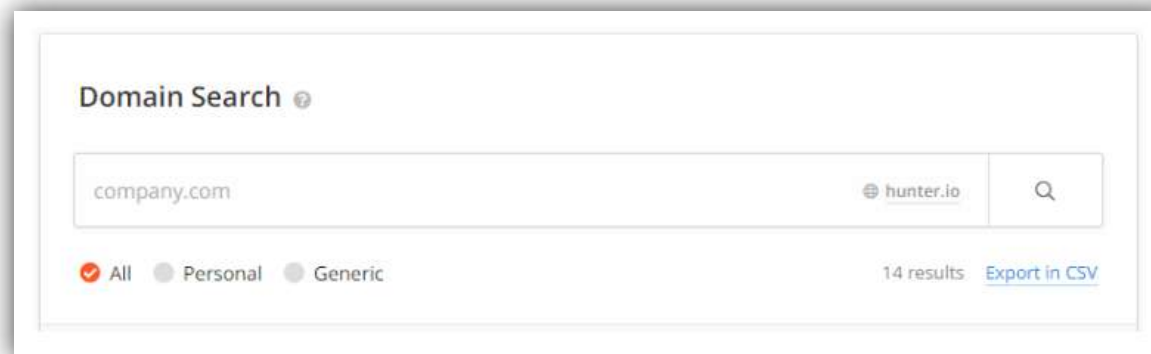 Domain Search ?
company.com hunter.io
All Personal Generic 14 results Export in CSV